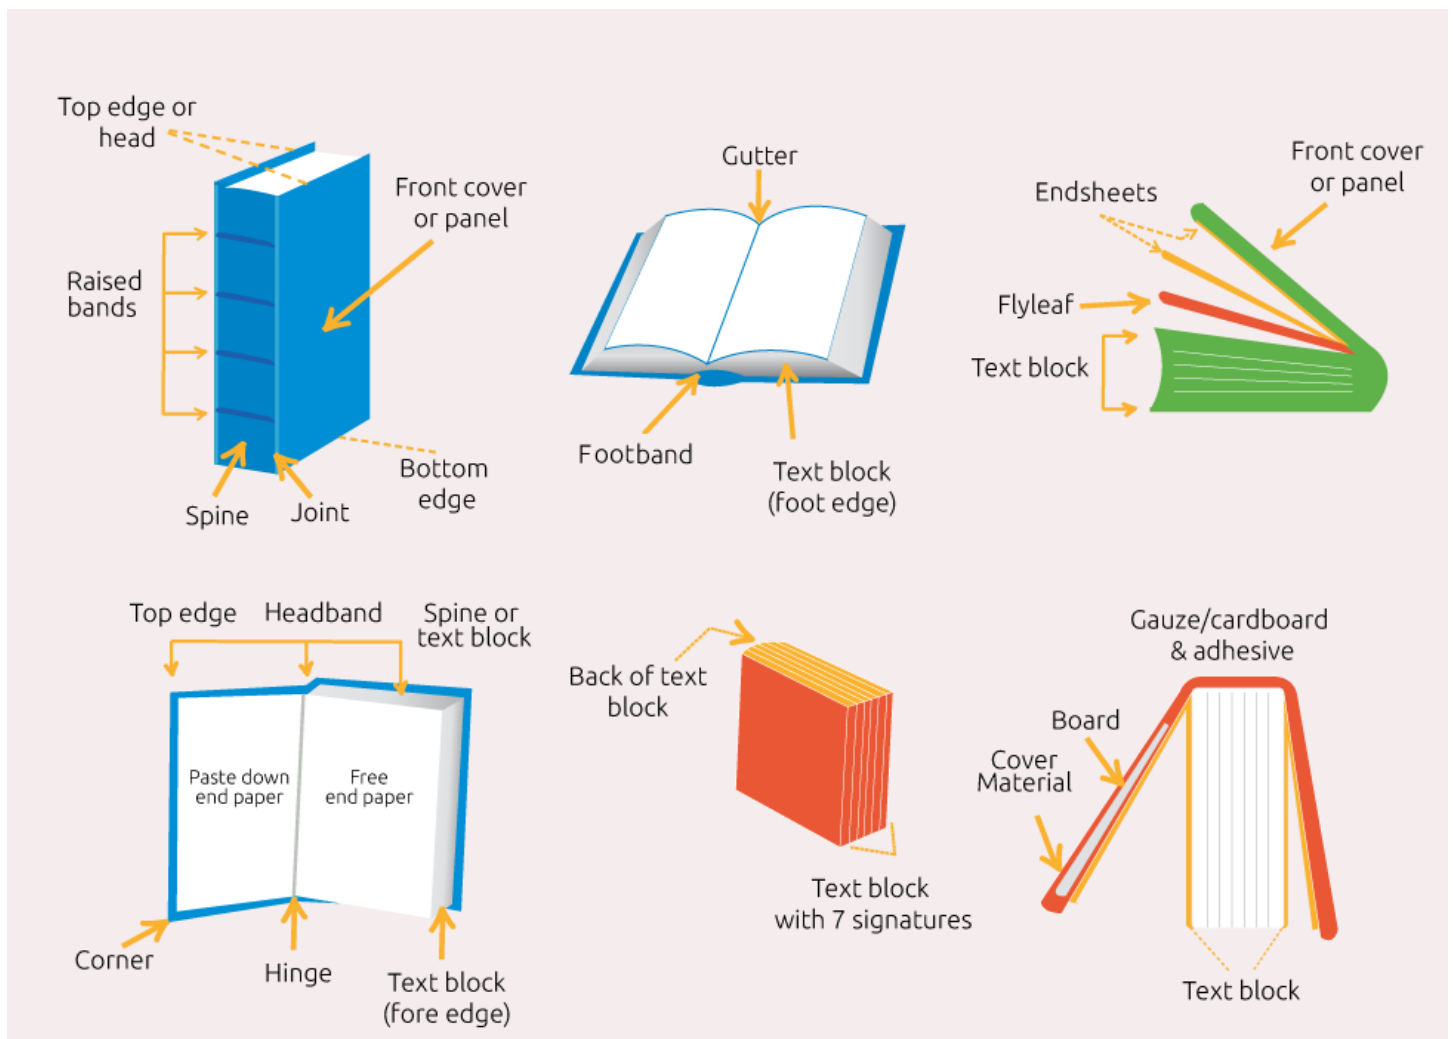 Top edge or
head
Front cover
or panel
Raised
bands
Spine
Joint
Bottom
edge
Gutter
Footband
Text block
(foot edge)
Front cover
or panel
Endsheets
Flyleaf
Text block
Top edge
Headband
Spine or
text block
Paste down
end paper
Free
end paper
Corner
Hinge
Text block
(fore edge)
Back of text
block
Text block
with 7 signatures
Gauze/cardboard
& adhesive
Board
Cover
Material
Text block